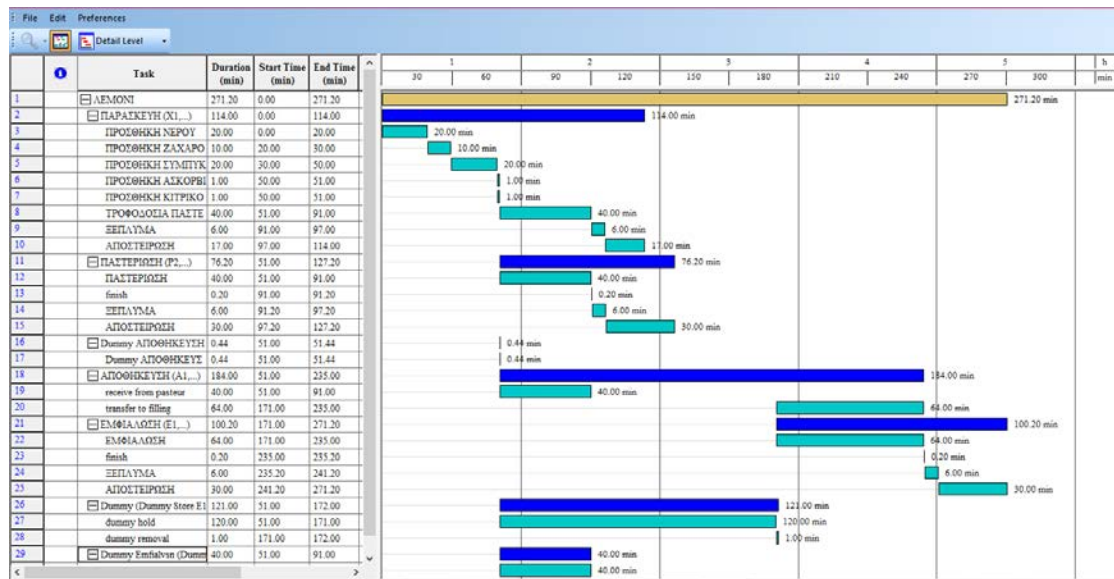 File Edit Preferences
Detail Level
Task Duration (min) Start Time (min) End Time (min)
1 2 3 4 5 h
30 60 90 120 150 180 210 240 270 300 min
1 ΛΕΜΟΝΙ 271.20 0.00 271.20 271.20 min
2 ΠΑΡΑΣΚΕΥΗ (X1,...) 114.00 0.00 114.00 114.00 min
3 ΠΡΟΣΘΗΚΗ ΝΕΡΟΥ 20.00 0.00 20.00 20.00 min
4 ΠΡΟΣΘΗΚΗ ΖΑΧΑΡΟ 10.00 20.00 30.00 10.00 min
5 ΠΡΟΣΘΗΚΗ ΣΥΜΠΥΚ 20.00 30.00 50.00 20.00 min
6 ΠΡΟΣΘΗΚΗ ΑΣΚΟΡΒΙ 1.00 50.00 51.00 1.00 min
7 ΠΡΟΣΘΗΚΗ ΚΙΤΡΙΚΟ 1.00 50.00 51.00 1.00 min
8 ΤΡΟΦΟΔΟΣΙΑ ΠΑΣΤΕ 40.00 51.00 91.00 40.00 min
9 ΞΕΠΛΥΜΑ 6.00 91.00 97.00 6.00 min
10 ΑΠΟΣΤΕΙΡΩΣΗ 17.00 97.00 114.00 17.00 min
11 ΠΑΣΤΕΡΙΩΣΗ (P2,...) 76.20 51.00 127.20 76.20 min
12 ΠΑΣΤΕΡΙΩΣΗ 40.00 51.00 91.00 40.00 min
13 finish 0.20 91.00 91.20 0.20 min
14 ΞΕΠΛΥΜΑ 6.00 91.20 97.20 6.00 min
15 ΑΠΟΣΤΕΙΡΩΣΗ 30.00 97.20 127.20 30.00 min
16 Dummy ΑΠΟΘΗΚΕΥΣΗ 0.44 51.00 51.44 0.44 min
17 Dummy ΑΠΟΘΗΚΕΥΣ 0.44 51.00 51.44 0.44 min
18 ΑΠΟΘΗΚΕΥΣΗ (A1,...) 184.00 51.00 235.00 184.00 min
19 receive from pasteur 40.00 51.00 91.00 40.00 min
20 transfer to filling 64.00 171.00 235.00 64.00 min
21 ΕΜΦΙΑΛΩΣΗ (E1,...) 100.20 171.00 271.20 100.20 min
22 ΕΜΦΙΑΛΩΣΗ 64.00 171.00 235.00 64.00 min
23 finish 0.20 235.00 235.20 0.20 min
24 ΞΕΠΛΥΜΑ 6.00 235.20 241.20 6.00 min
25 ΑΠΟΣΤΕΙΡΩΣΗ 30.00 241.20 271.20 30.00 min
26 Dummy (Dummy Store E1 121.00 51.00 172.00 121.00 min
27 dummy hold 120.00 51.00 171.00 120.00 min
28 dummy removal 1.00 171.00 172.00 1.00 min
29 Dummy Emfialvsn (Dumm 40.00 51.00 91.00 40.00 min
40.00 min